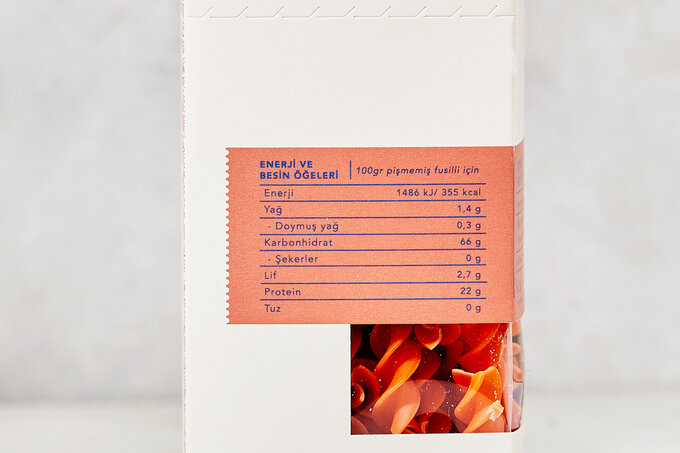 ENERJİ VE
BESİN ÖĞELERİ 100gr pişmemiş fusilli için
Enerji 1486 kJ/ 355 kcal
Yağ 1,4 g
- Doymuş yağ 0,3 g
Karbonhidrat 66 g
- Şekerler 0 g
Lif 2,7 g
Protein 22 g
Tuz 0 g